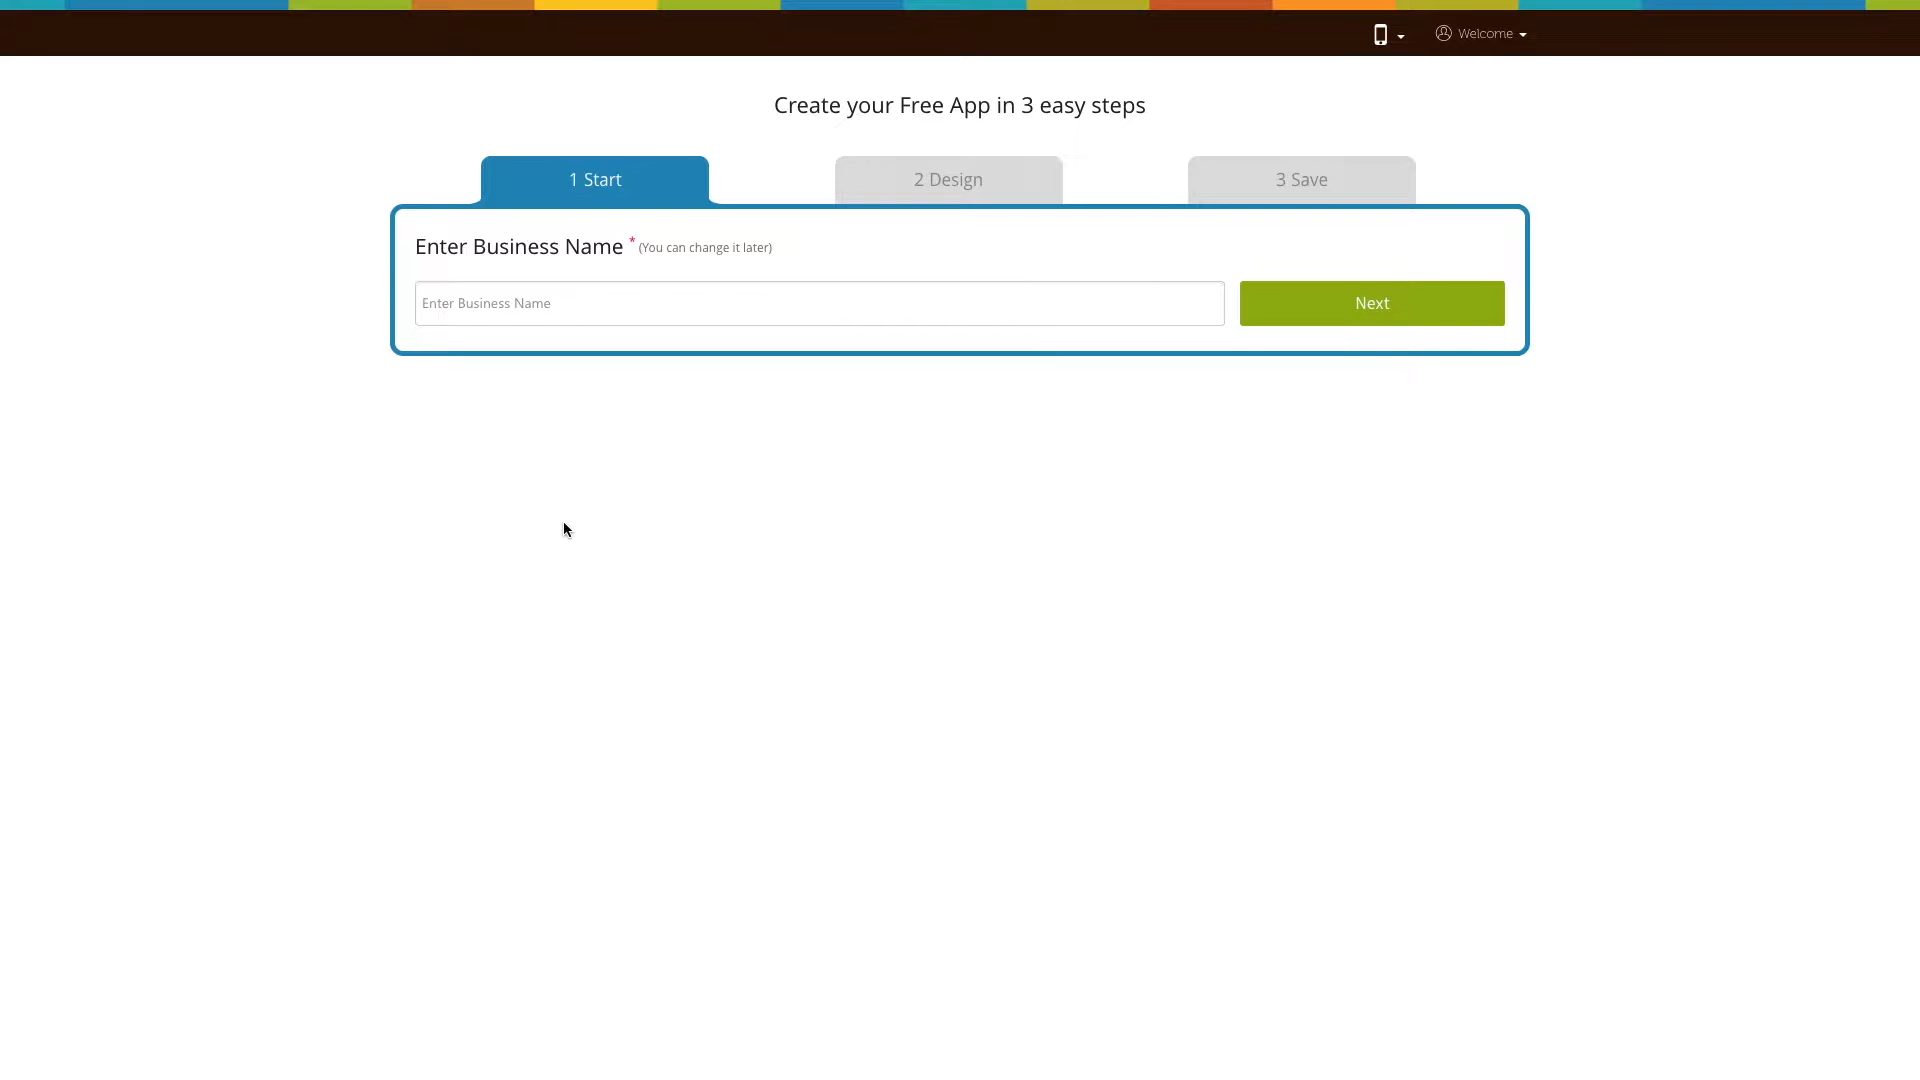 Welcome
Create your Free App in 3 easy steps
1 Start
2 Design
3 Save
Enter Business Name * (You can change it later)
Enter Business Name
Next